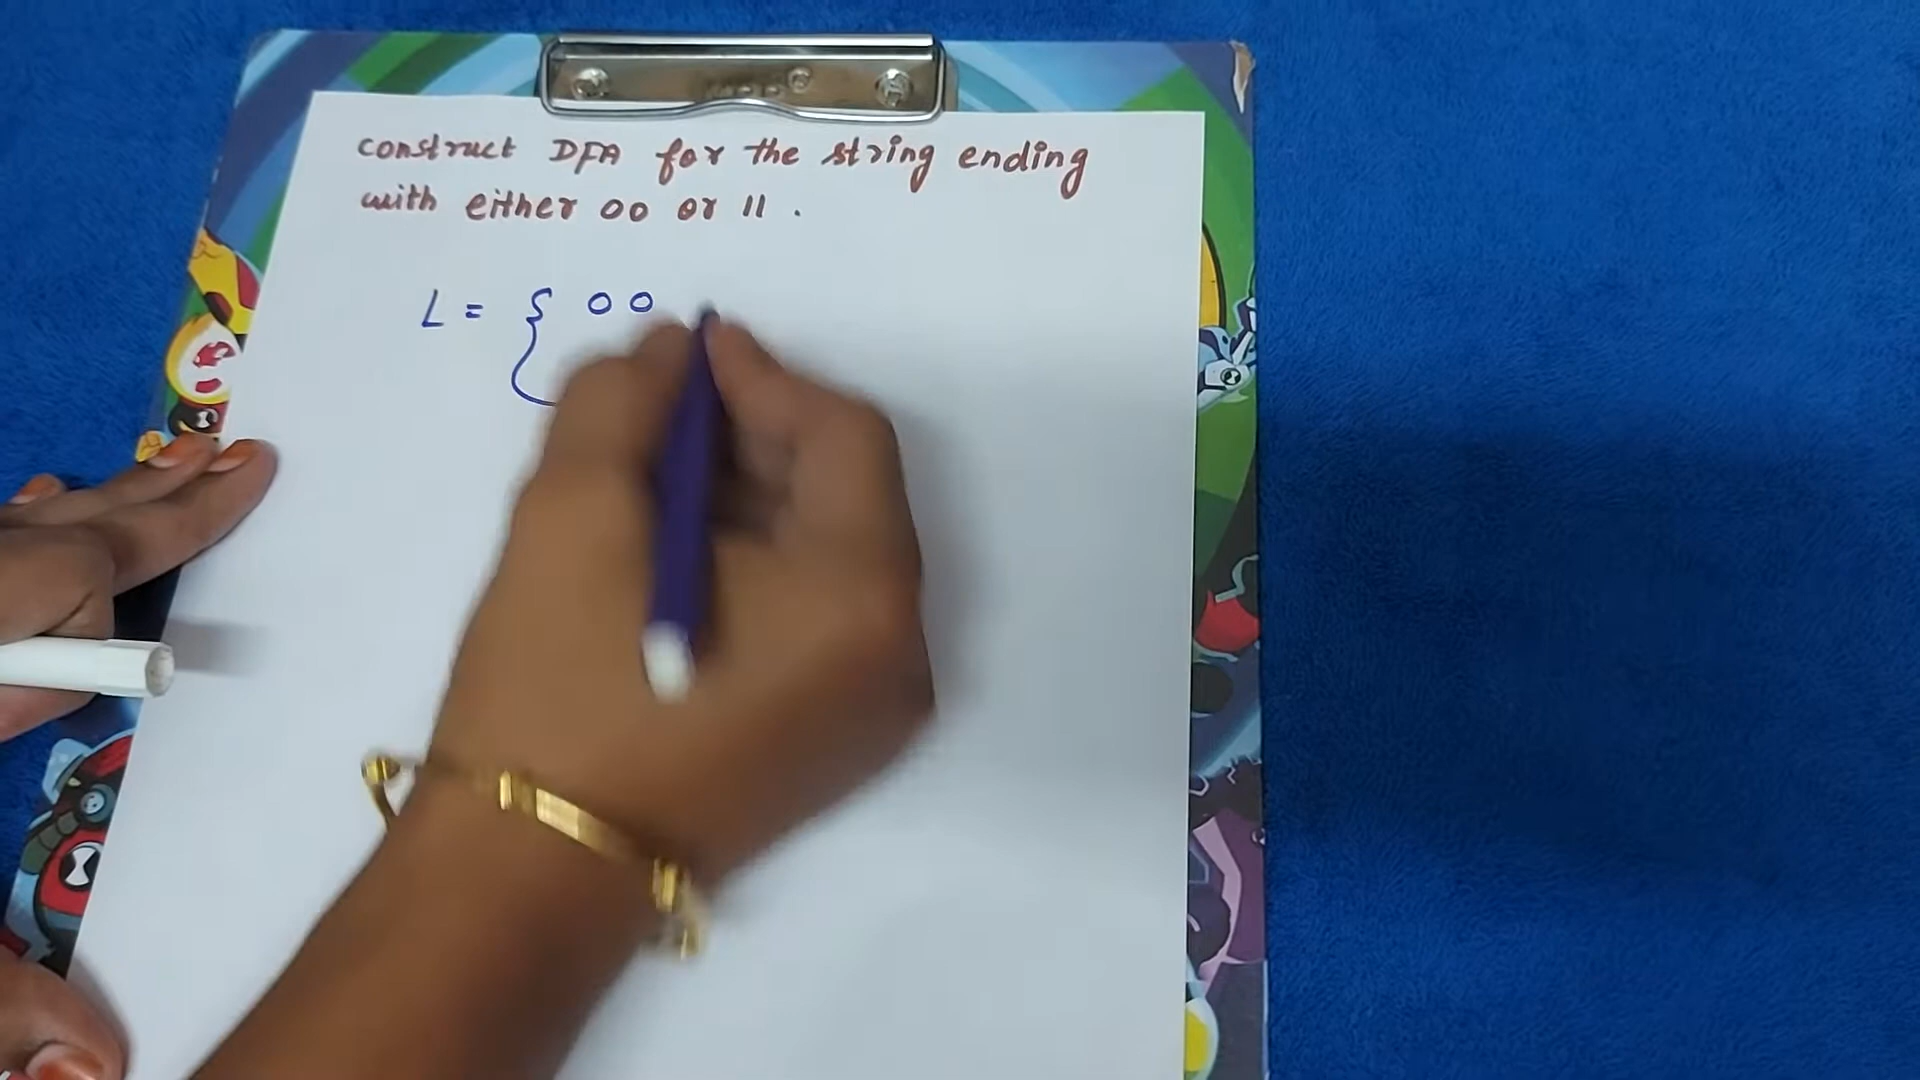 construct DFA for the string ending
with either 00 or 11 .
L = { 00